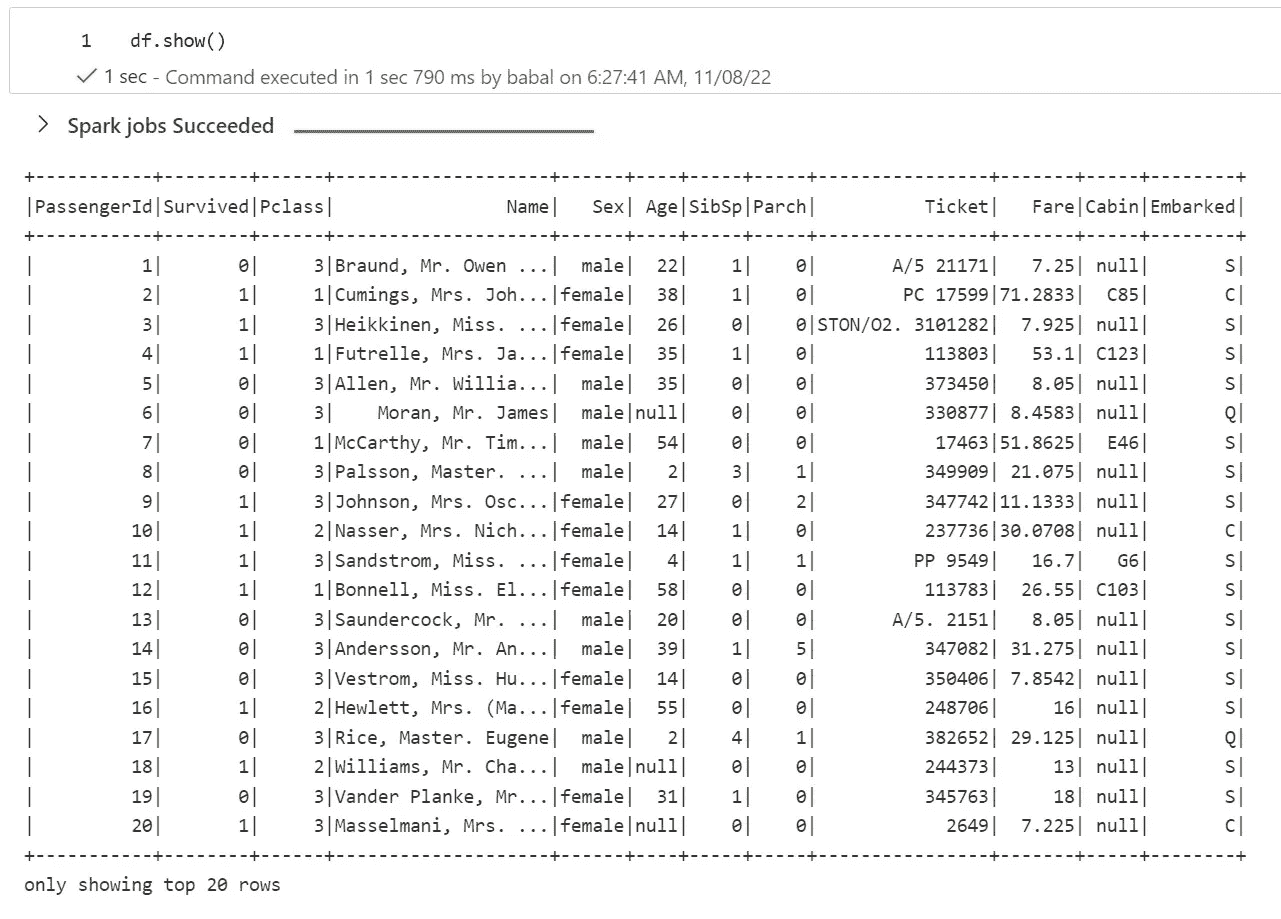 1 df.show()
✓ 1 sec - Command executed in 1 sec 790 ms by babal on 6:27:41 AM, 11/08/22
> Spark jobs Succeeded
+-----------+--------+------+--------------------+------+----+-----+-----+----------------+-------+-----+--------+
|PassengerId|Survived|Pclass|                Name|   Sex| Age|SibSp|Parch|          Ticket|   Fare|Cabin|Embarked|
+-----------+--------+------+--------------------+------+----+-----+-----+----------------+-------+-----+--------+
|          1|       0|     3|Braund, Mr. Owen ...|  male|  22|    1|    0|       A/5 21171|   7.25| null|       S|
|          2|       1|     1|Cumings, Mrs. Joh...|female|  38|    1|    0|        PC 17599|71.2833|  C85|       C|
|          3|       1|     3|Heikkinen, Miss. ...|female|  26|    0|    0|STON/O2. 3101282|  7.925| null|       S|
|          4|       1|     1|Futrelle, Mrs. Ja...|female|  35|    1|    0|          113803|   53.1| C123|       S|
|          5|       0|     3|Allen, Mr. Willia...|  male|  35|    0|    0|          373450|   8.05| null|       S|
|          6|       0|     3|    Moran, Mr. James|  male|null|    0|    0|          330877| 8.4583| null|       Q|
|          7|       0|     1|McCarthy, Mr. Tim...|  male|  54|    0|    0|           17463|51.8625|  E46|       S|
|          8|       0|     3|Palsson, Master. ...|  male|   2|    3|    1|          349909| 21.075| null|       S|
|          9|       1|     3|Johnson, Mrs. Osc...|female|  27|    0|    2|          347742|11.1333| null|       S|
|         10|       1|     2|Nasser, Mrs. Nich...|female|  14|    1|    0|          237736|30.0708| null|       C|
|         11|       1|     3|Sandstrom, Miss. ...|female|   4|    1|    1|         PP 9549|   16.7|   G6|       S|
|         12|       1|     1|Bonnell, Miss. El...|female|  58|    0|    0|          113783|  26.55| C103|       S|
|         13|       0|     3|Saundercock, Mr. ...|  male|  20|    0|    0|       A/5. 2151|   8.05| null|       S|
|         14|       0|     3|Andersson, Mr. An...|  male|  39|    1|    5|          347082| 31.275| null|       S|
|         15|       0|     3|Vestrom, Miss. Hu...|female|  14|    0|    0|          350406| 7.8542| null|       S|
|         16|       1|     2|Hewlett, Mrs. (Ma...|female|  55|    0|    0|          248706|     16| null|       S|
|         17|       0|     3|Rice, Master. Eugene|  male|   2|    4|    1|          382652| 29.125| null|       Q|
|         18|       1|     2|Williams, Mr. Cha...|  male|null|    0|    0|          244373|     13| null|       S|
|         19|       0|     3|Vander Planke, Mr...|female|  31|    1|    0|          345763|     18| null|       S|
|         20|       1|     3|Masselmani, Mrs. ...|female|null|    0|    0|            2649|  7.225| null|       C|
+-----------+--------+------+--------------------+------+----+-----+-----+----------------+-------+-----+--------+
only showing top 20 rows